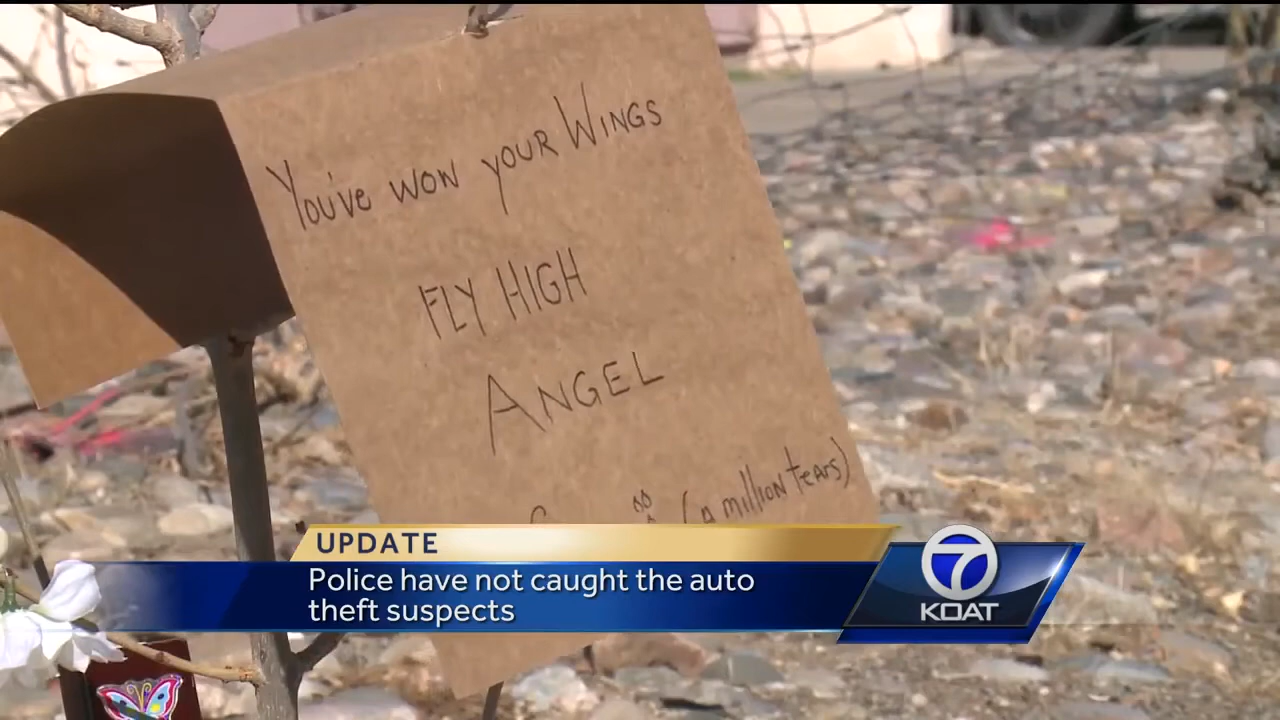 You've won your Wings
FLY HIGH
ANGEL
(A million tears)
UPDATE
Police have not caught the auto
theft suspects
7
KOAT